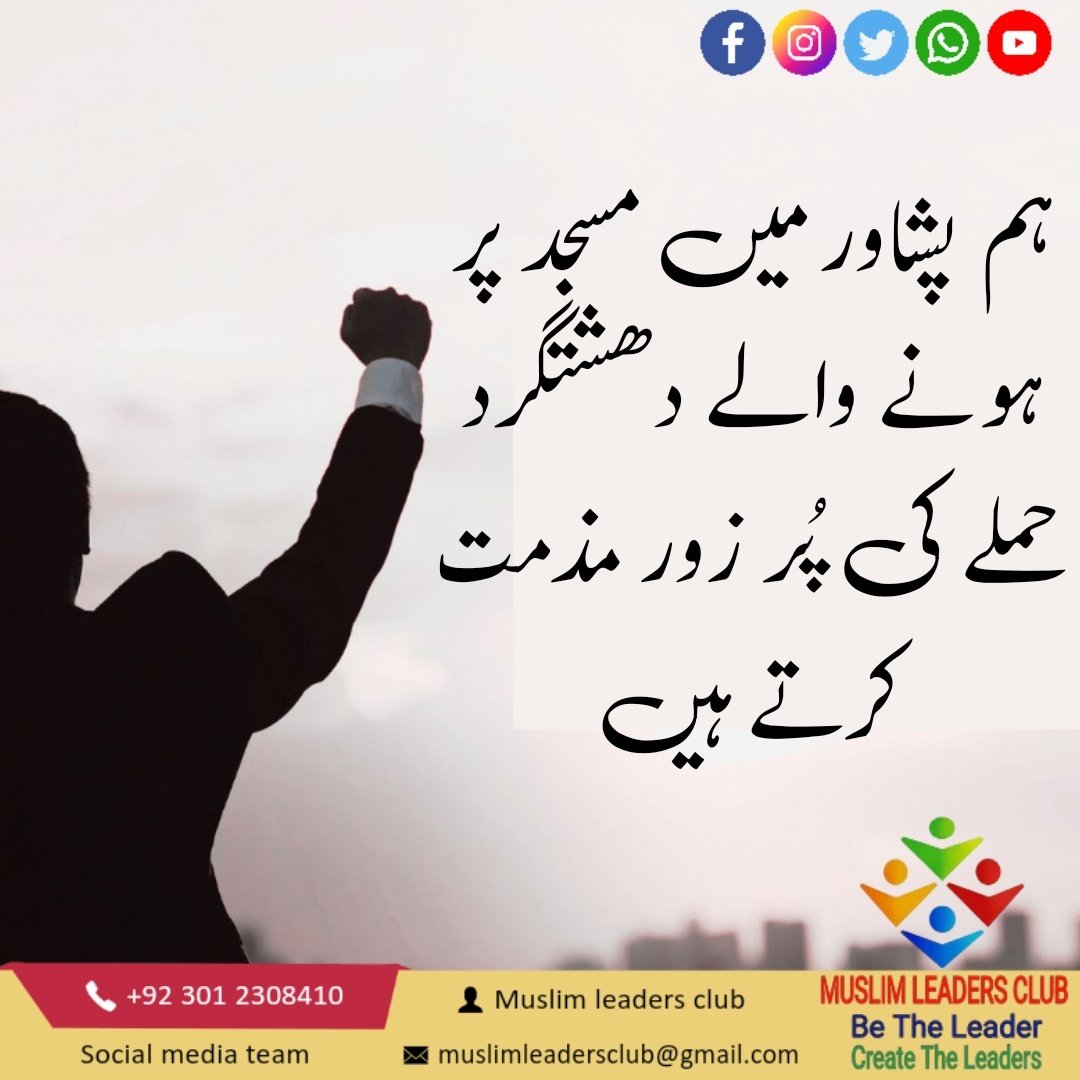 ہم پشاور میں مسجد پر
ہونے والے دھشتگرد
حملے کی پُر زور مذمت
کرتے ہیں
MUSLIM LEADERS CLUB
Be The Leader
Create The Leaders
+92 301 2308410
Muslim leaders club
Social media team
muslimleadersclub@gmail.com